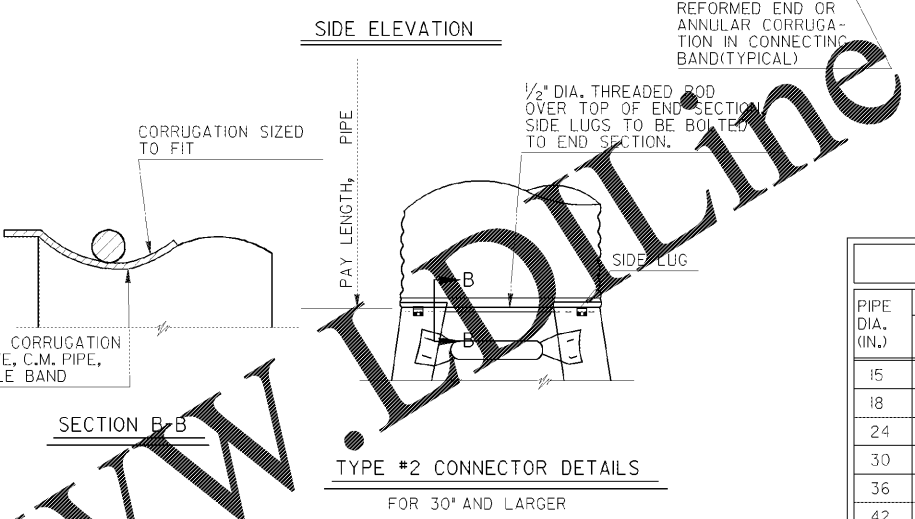 SIDE ELEVATION
REFORMED END OR
ANNULAR CORRUGA-
TION IN CONNECTING
BAND(TYPICAL)
1/2" DIA. THREADED ROD
OVER TOP OF END SECTION
SIDE LUGS TO BE BOLTED
TO END SECTION.
CORRUGATION SIZED
TO FIT
PAY LENGTH, PIPE
SIDE LUG
B
B
CORRUGATION
C.M. PIPE,
BAND
SECTION B-B
TYPE #2 CONNECTOR DETAILS
FOR 30" AND LARGER
PIPE
DIA.
(IN.)
15
18
24
30
36
42
WW.LDILine